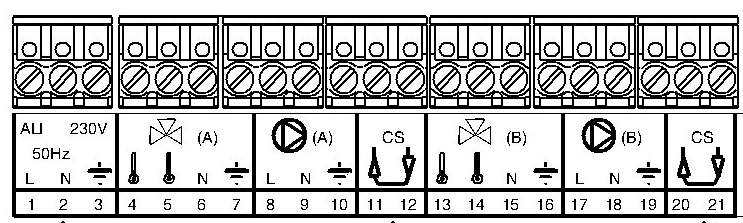 ALI 230V
50Hz
L N
1 2 3
(A)
N
4 5 6 7
(A)
L N
8 9 10
CS
11 12
(B)
N
13 14 15 16
(B)
L N
17 18 19
CS
20 21